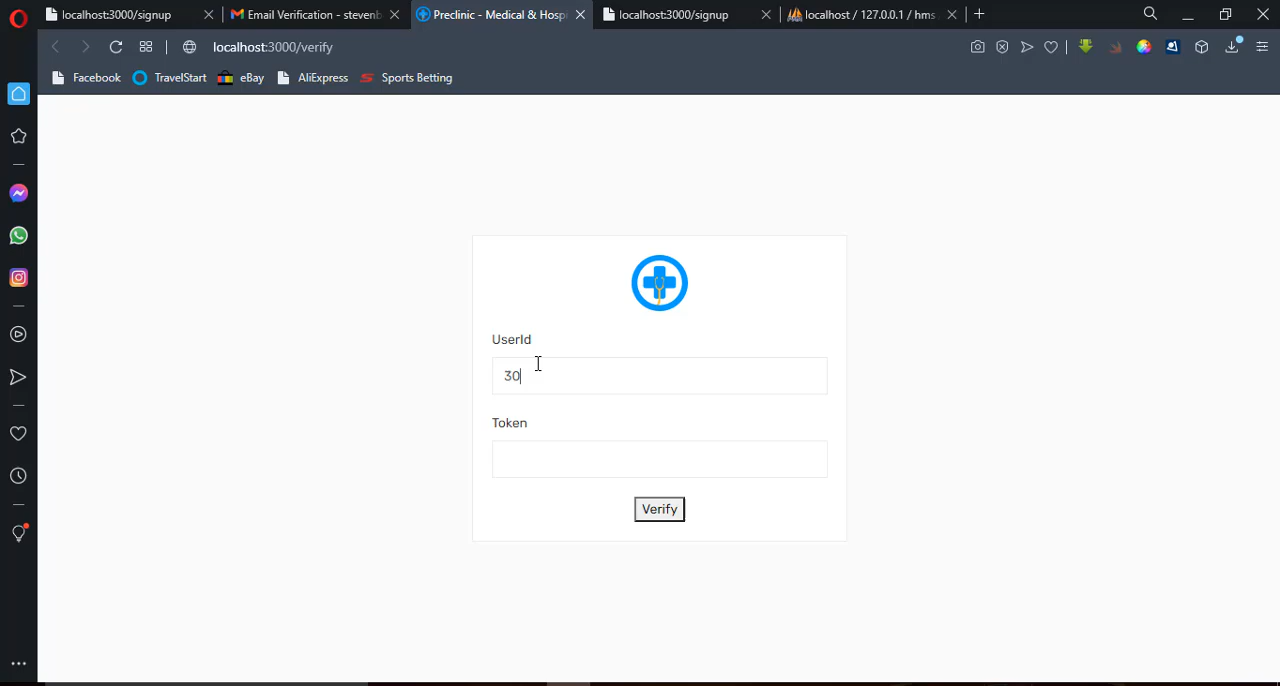 localhost:3000/signup
Email Verification - stevenb
Preclinic - Medical & Hospi
localhost:3000/signup
localhost / 127.0.0.1 / hms
localhost:3000/verify
Facebook
TravelStart
eBay
AliExpress
Sports Betting
UserId
30
Token
Verify